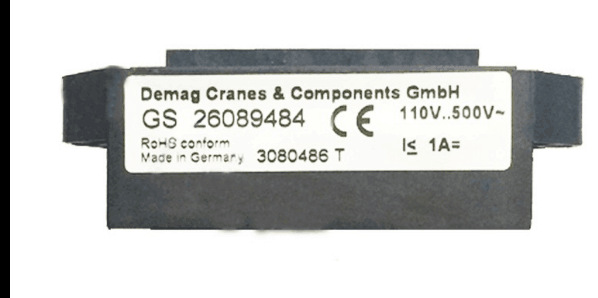 Demag Cranes & Components GmbH
GS 26089484 CE 110V..500V~
RoHS conform
Made in Germany 3080486 T I≤ 1A=